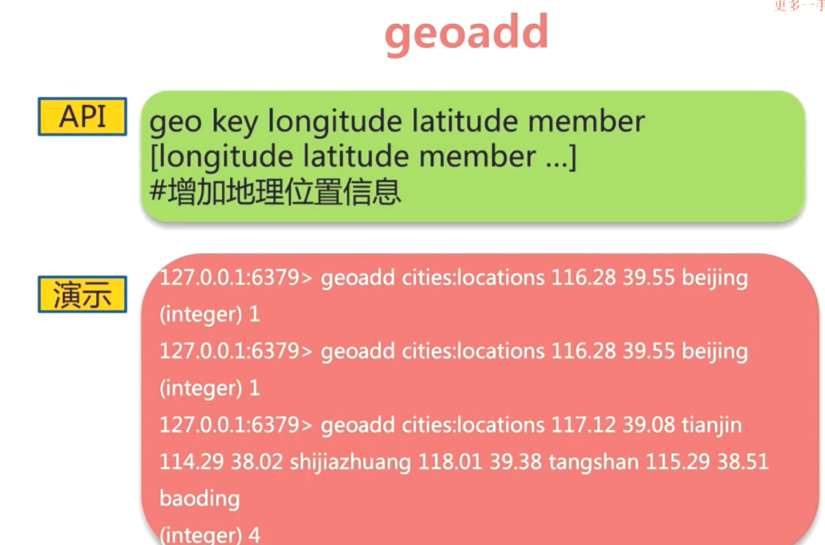 更多一手
geoadd
API
geo key longitude latitude member
[longitude latitude member ...]
#增加地理位置信息
演示
127.0.0.1:6379> geoadd cities:locations 116.28 39.55 beijing
(integer) 1
127.0.0.1:6379> geoadd cities:locations 116.28 39.55 beijing
(integer) 1
127.0.0.1:6379> geoadd cities:locations 117.12 39.08 tianjin
114.29 38.02 shijiazhuang 118.01 39.38 tangshan 115.29 38.51
baoding
(integer) 4